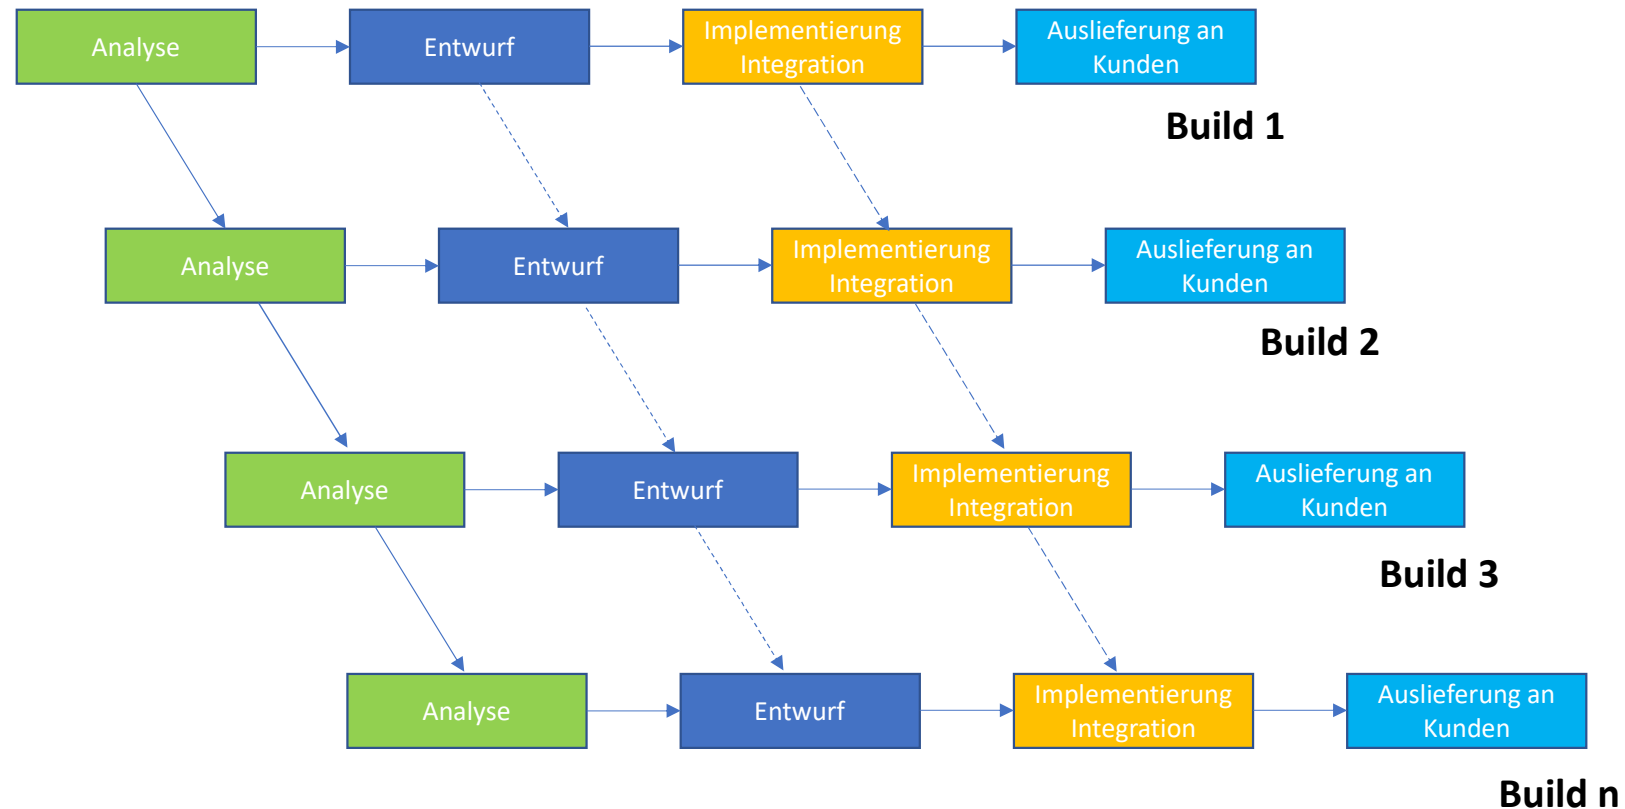 Analyse
Entwurf
Implementierung
Integration
Auslieferung an
Kunden
Build 1
Analyse
Entwurf
Implementierung
Integration
Auslieferung an
Kunden
Build 2
Analyse
Entwurf
Implementierung
Integration
Auslieferung an
Kunden
Build 3
Analyse
Entwurf
Implementierung
Integration
Auslieferung an
Kunden
Build n